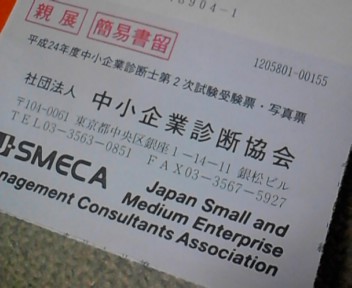 8904-1
親展 簡易書留
1205801-00155
平成24年度中小企業診断士第2次試験受験票・写真票
社団法人 中小企業診断協会
〒104-0061 東京都中央区銀座1-14-11 銀松ビル
TEL03-3563-0851 FAX03-3567-5927
SMECA Japan Small and
Medium Enterprise
nagement Consultants Association